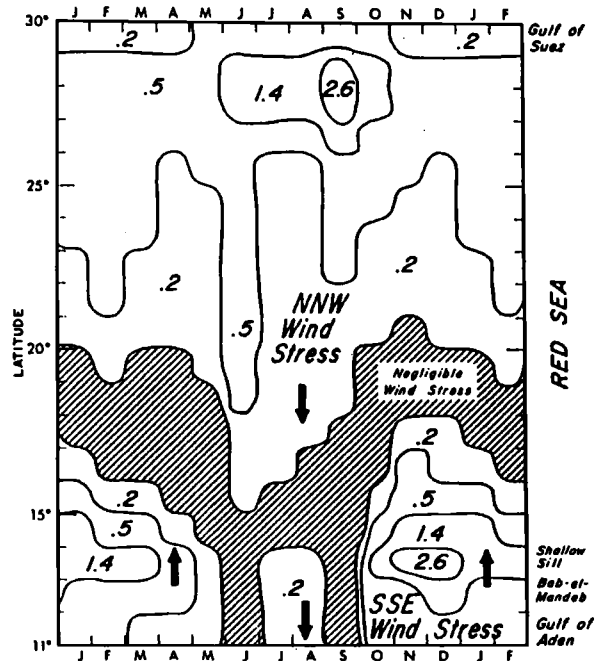 J F M A M J J A S O N D J F
30°
.2
.2
Gulf of
Suez
.5
1.4
2.6
25°
.2
.2
LATITUDE
NNW
Wind
Stress
.5
RED SEA
20°
Negligible
Wind Stress
.2
.2
.5
.5
15°
1.4
1.4
2.6
Shallow
Sill
Bab-el-
Mandeb
.2
SSE
Wind Stress
Gulf of
Aden
11°
J F M A M J J A S O N D J F